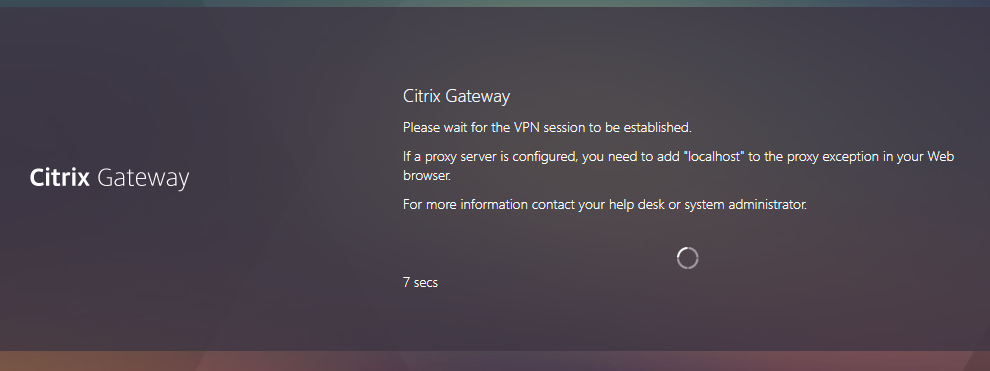 Citrix Gateway
Please wait for the VPN session to be established.
If a proxy server is configured, you need to add "localhost" to the proxy exception in your Web
browser.
For more information contact your help desk or system administrator.
Citrix Gateway
7 secs